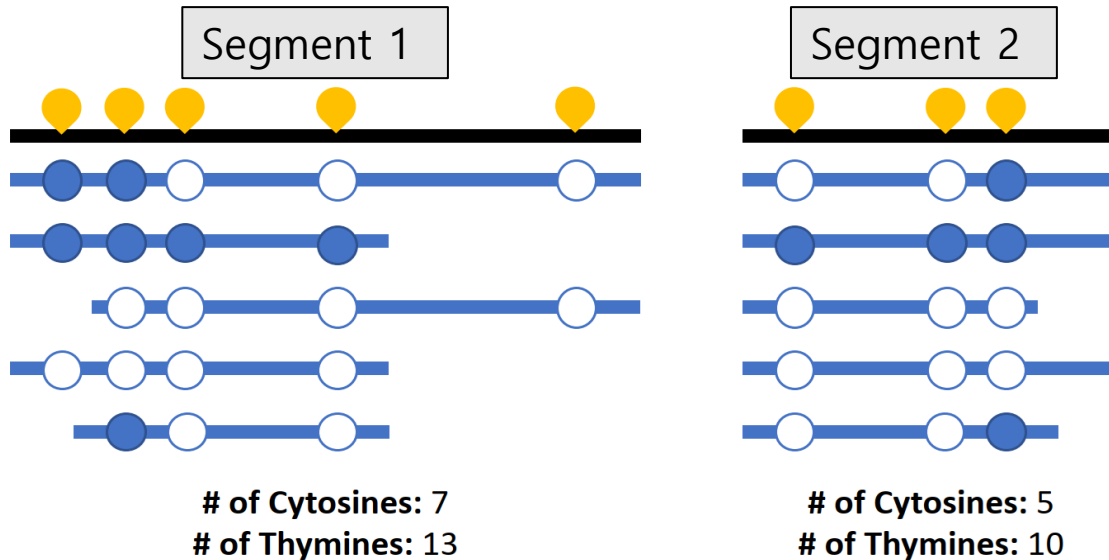 Segment 1
Segment 2
# of Cytosines: 7
# of Thymines: 13
# of Cytosines: 5
# of Thymines: 10